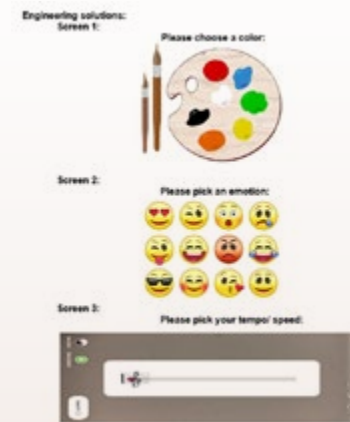 Engineering solutions:
Screen 1:
Please choose a color:
Screen 2:
Please pick an emotion:
Screen 3:
Please pick your tempo/ speed: